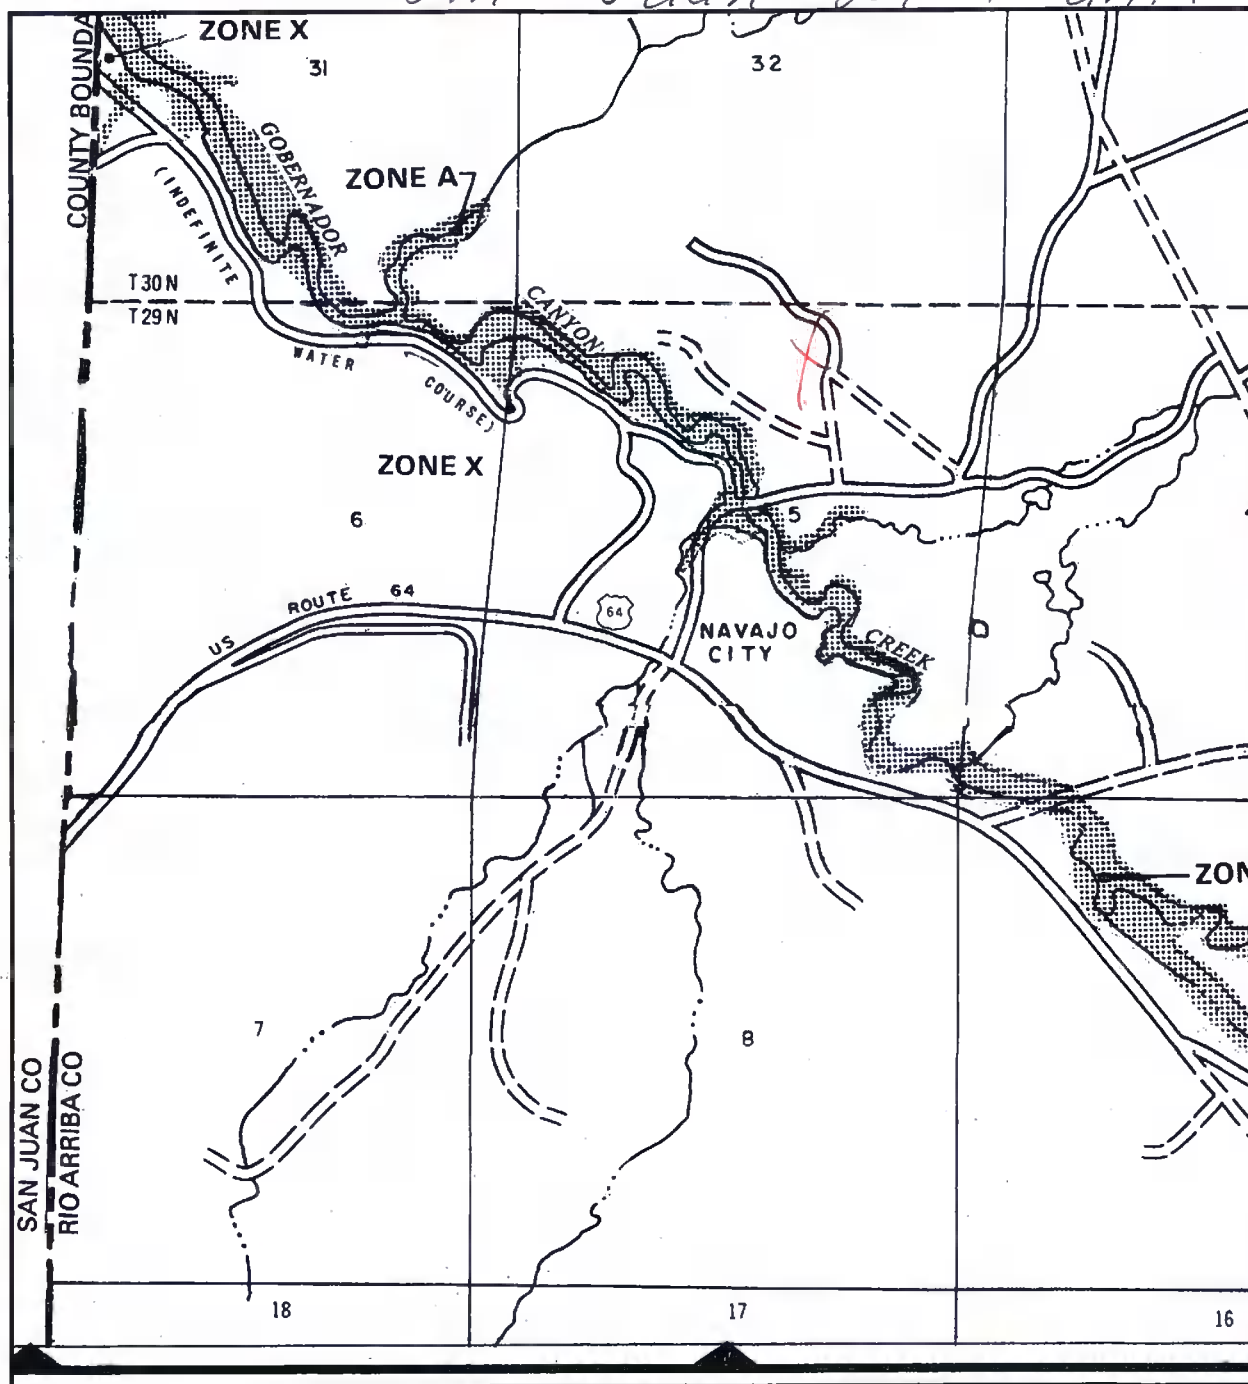 ZONE X
31
32
COUNTY BOUNDA
GOBERNADOR
ZONE A
(INDEFINITE
T30N
T29N
CANYON
WATER
COURSE)
ZONE X
6
5
ROUTE 64
US
64
NAVAJO
CITY
CREEK
ZON
7
8
SAN JUAN CO
RIO ARRIBA CO
18
17
16